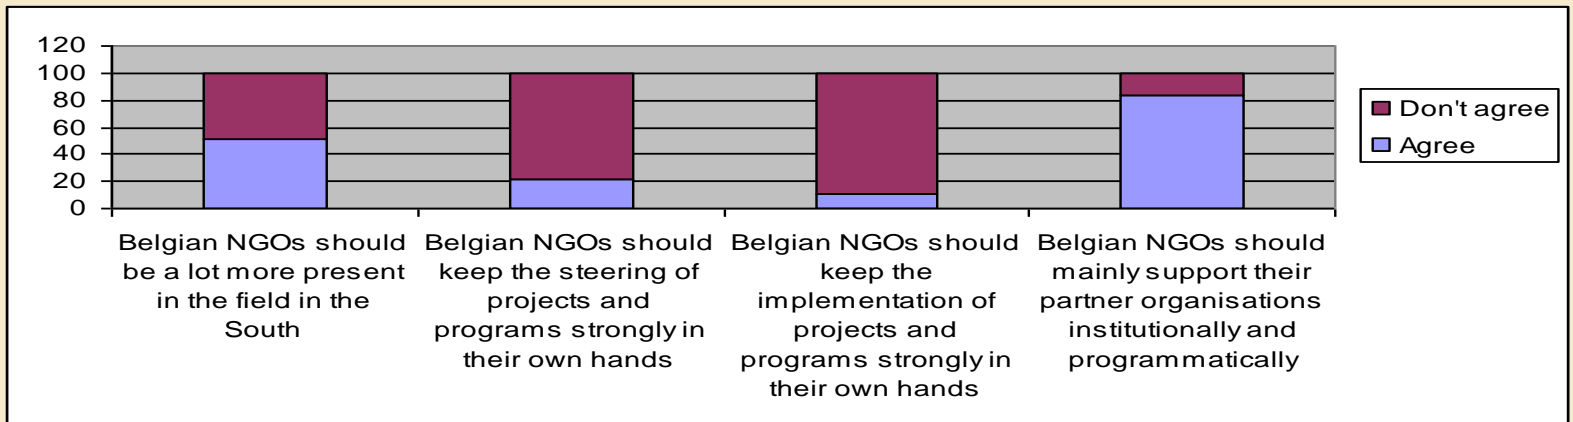 120
100
80
60
40
20
0
Belgian NGOs should
be a lot more present
in the field in the
South
Belgian NGOs should
keep the steering of
projects and
programs strongly in
their own hands
Belgian NGOs should
keep the
implementation of
projects and
programs strongly in
their own hands
Belgian NGOs should
mainly support their
partner organisations
institutionally and
programmatically
Don't agree
Agree